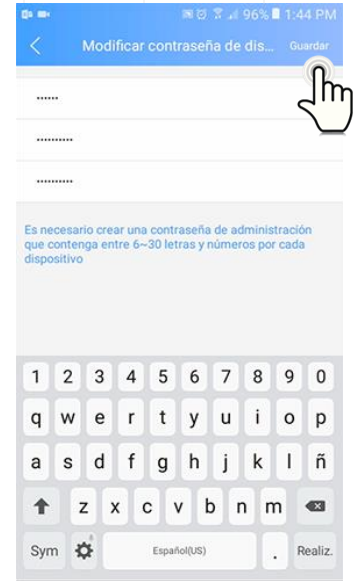 96% 1:44 PM
Modificar contraseña de dis... Guardar
······
··········
··········
Es necesario crear una contraseña de administración
que contenga entre 6~30 letras y números por cada
dispositivo
1 2 3 4 5 6 7 8 9 0
q w e r t y u i o p
a s d f g h j k l ñ
z x c v b n m
Sym Español(US) . Realiz.